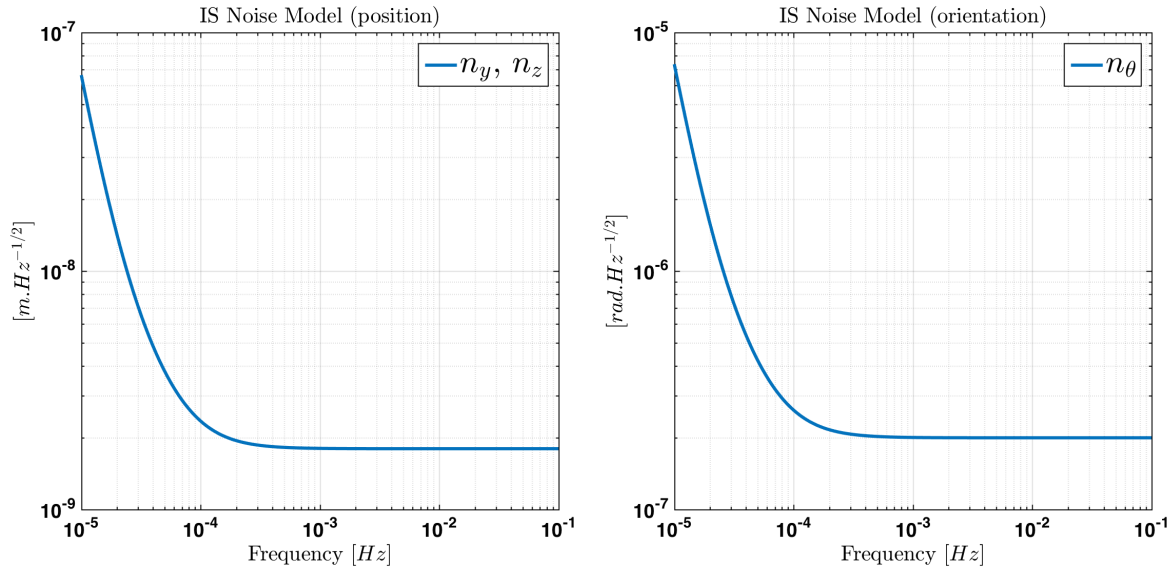 IS Noise Model (position)
n_y, n_z
10^-7
10^-8
10^-9
[m.Hz^{-1/2}]
10^-5 10^-4 10^-3 10^-2 10^-1
Frequency [Hz]
IS Noise Model (orientation)
n_θ
10^-5
10^-6
10^-7
[rad.Hz^{-1/2}]
10^-5 10^-4 10^-3 10^-2 10^-1
Frequency [Hz]